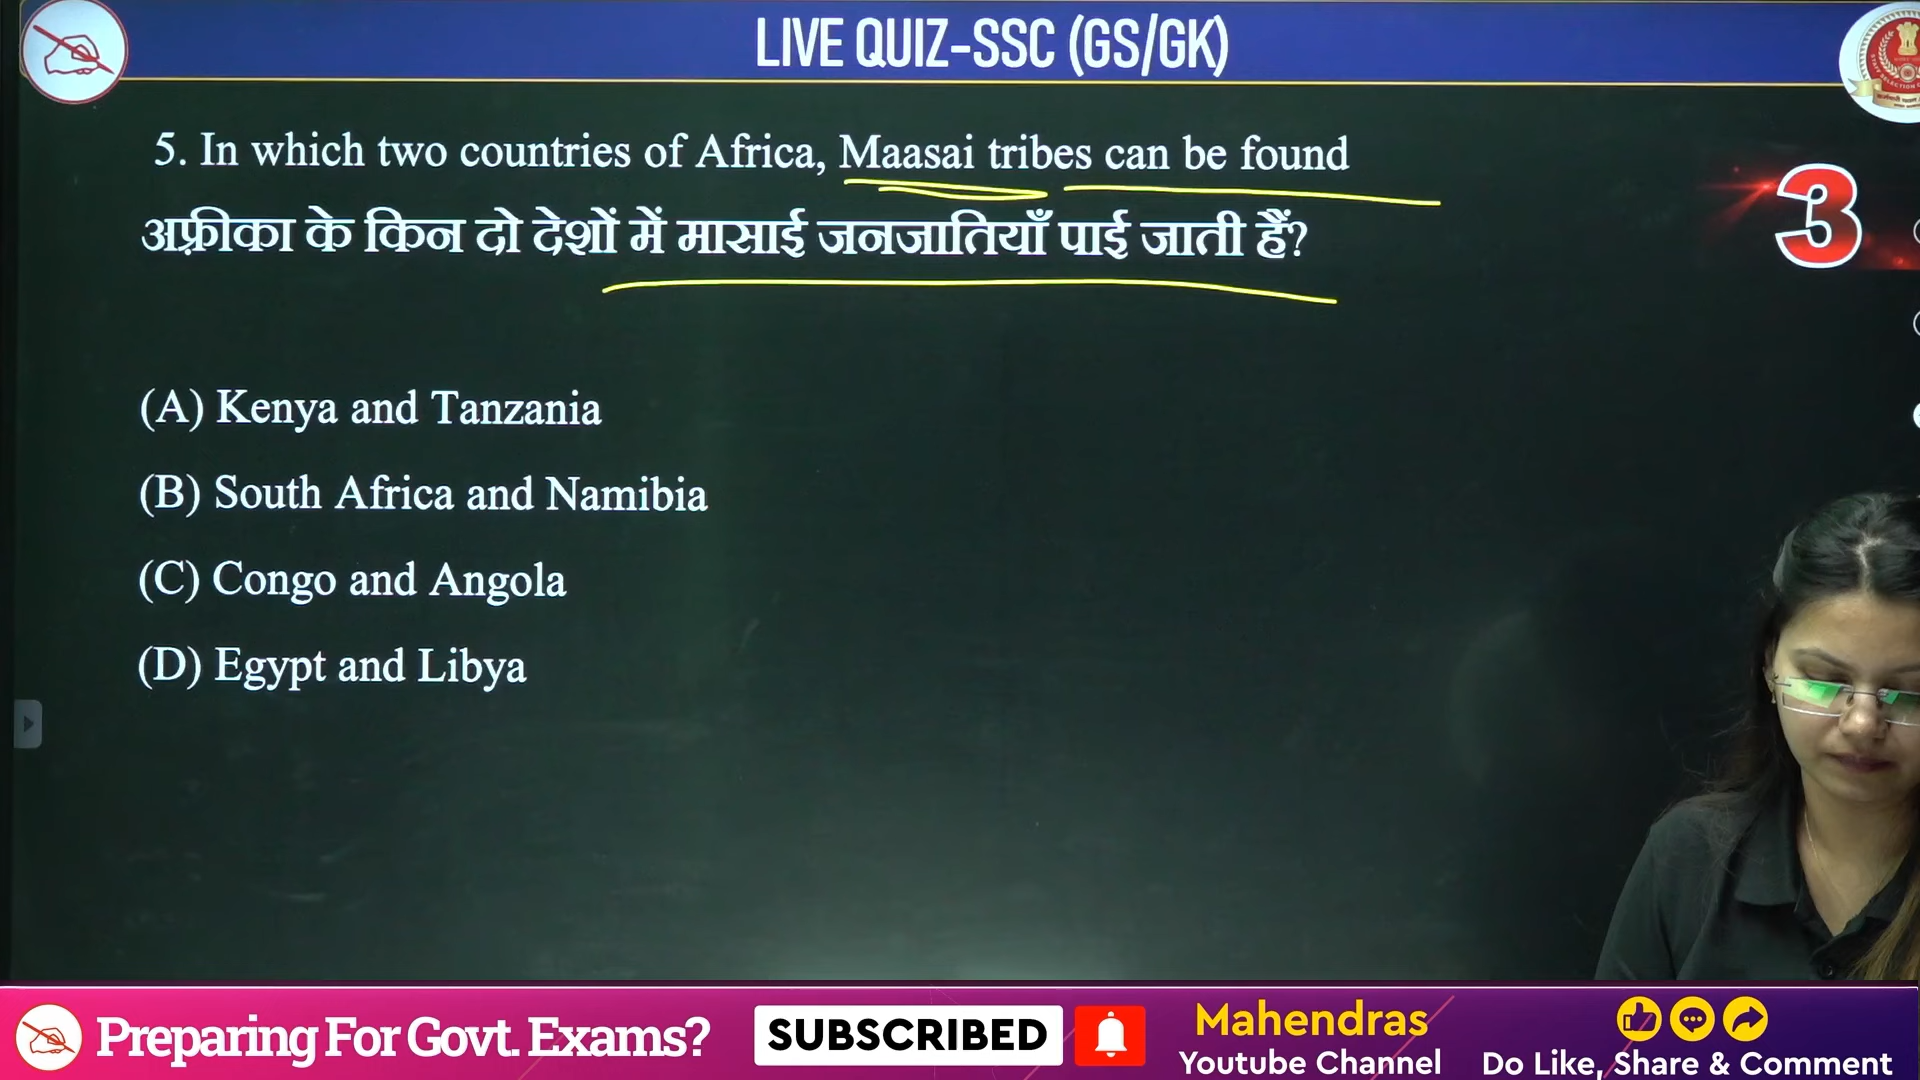 LIVE QUIZ-SSC (GS/GK)
5. In which two countries of Africa, Maasai tribes can be found
अफ़्रीका के किन दो देशों में मासाई जनजातियाँ पाई जाती हैं?
3
(A) Kenya and Tanzania
(B) South Africa and Namibia
(C) Congo and Angola
(D) Egypt and Libya
Preparing For Govt. Exams?
SUBSCRIBED
Mahendras
Youtube Channel
Do Like, Share & Comment